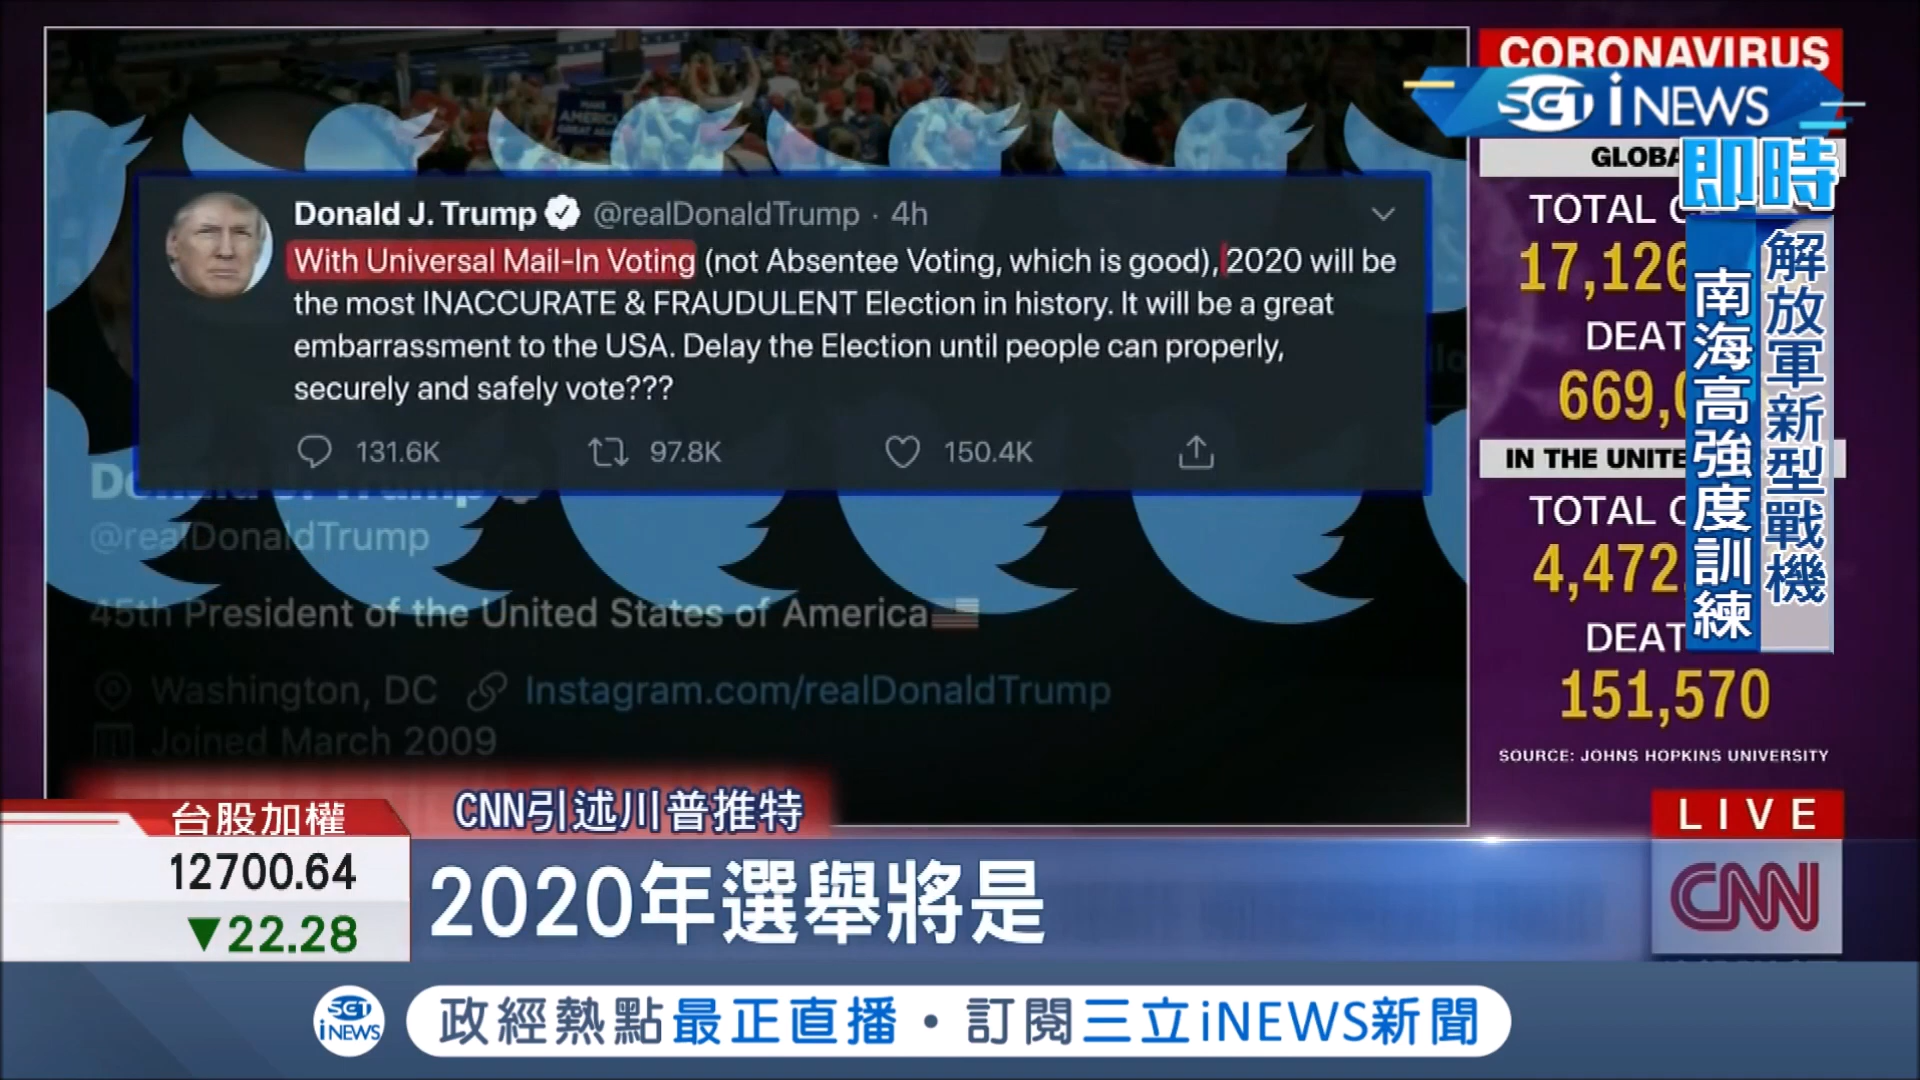 MAKE
AMERICA
GREAT AGAIN
Donald J. Trump @realDonaldTrump · 4h
With Universal Mail-In Voting (not Absentee Voting, which is good), 2020 will be
the most INACCURATE & FRAUDULENT Election in history. It will be a great
embarrassment to the USA. Delay the Election until people can properly,
securely and safely vote???
131.6K 97.8K 150.4K
Donald J. Trump
@realDonaldTrump
45th President of the United States of America
Washington, DC Instagram.com/realDonaldTrump
Joined March 2009
CORONAVIRUS
SET iNEWS
即時
解放軍新型戰機
南海高強度訓練
TOTAL
17,126
669,
IN THE
TOTAL
4,472
151,570
SOURCE: JOHNS HOPKINS UNIVERSITY
LIVE
CNN
CNN引述川普推特
2020年選舉將是
台股加權
12700.64
▼22.28
SET iNEWS
政經熱點最正直播・訂閱三立iNEWS新聞